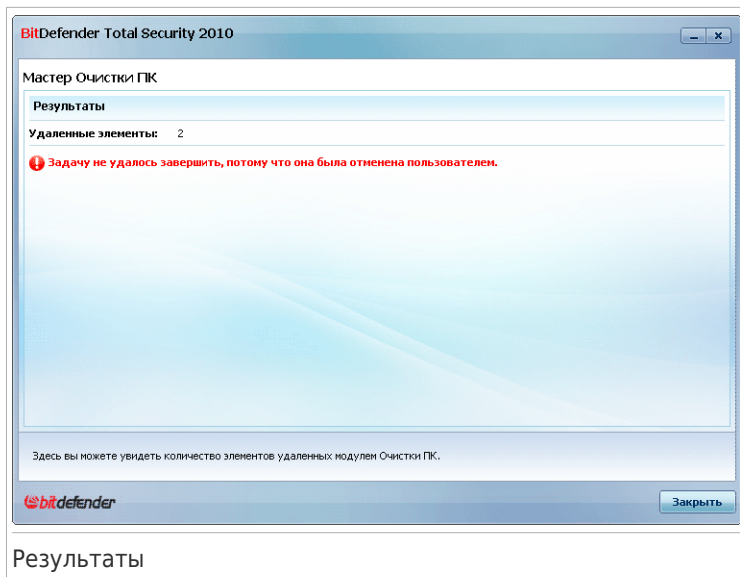 BitDefender Total Security 2010
Мастер Очистки ПК
Результаты
Удаленные элементы: 2
Задачу не удалось завершить, потому что она была отменена пользователем.
Здесь вы можете увидеть количество элементов удаленных модулем Очистки ПК.
bitdefender
Закрыть
Результаты